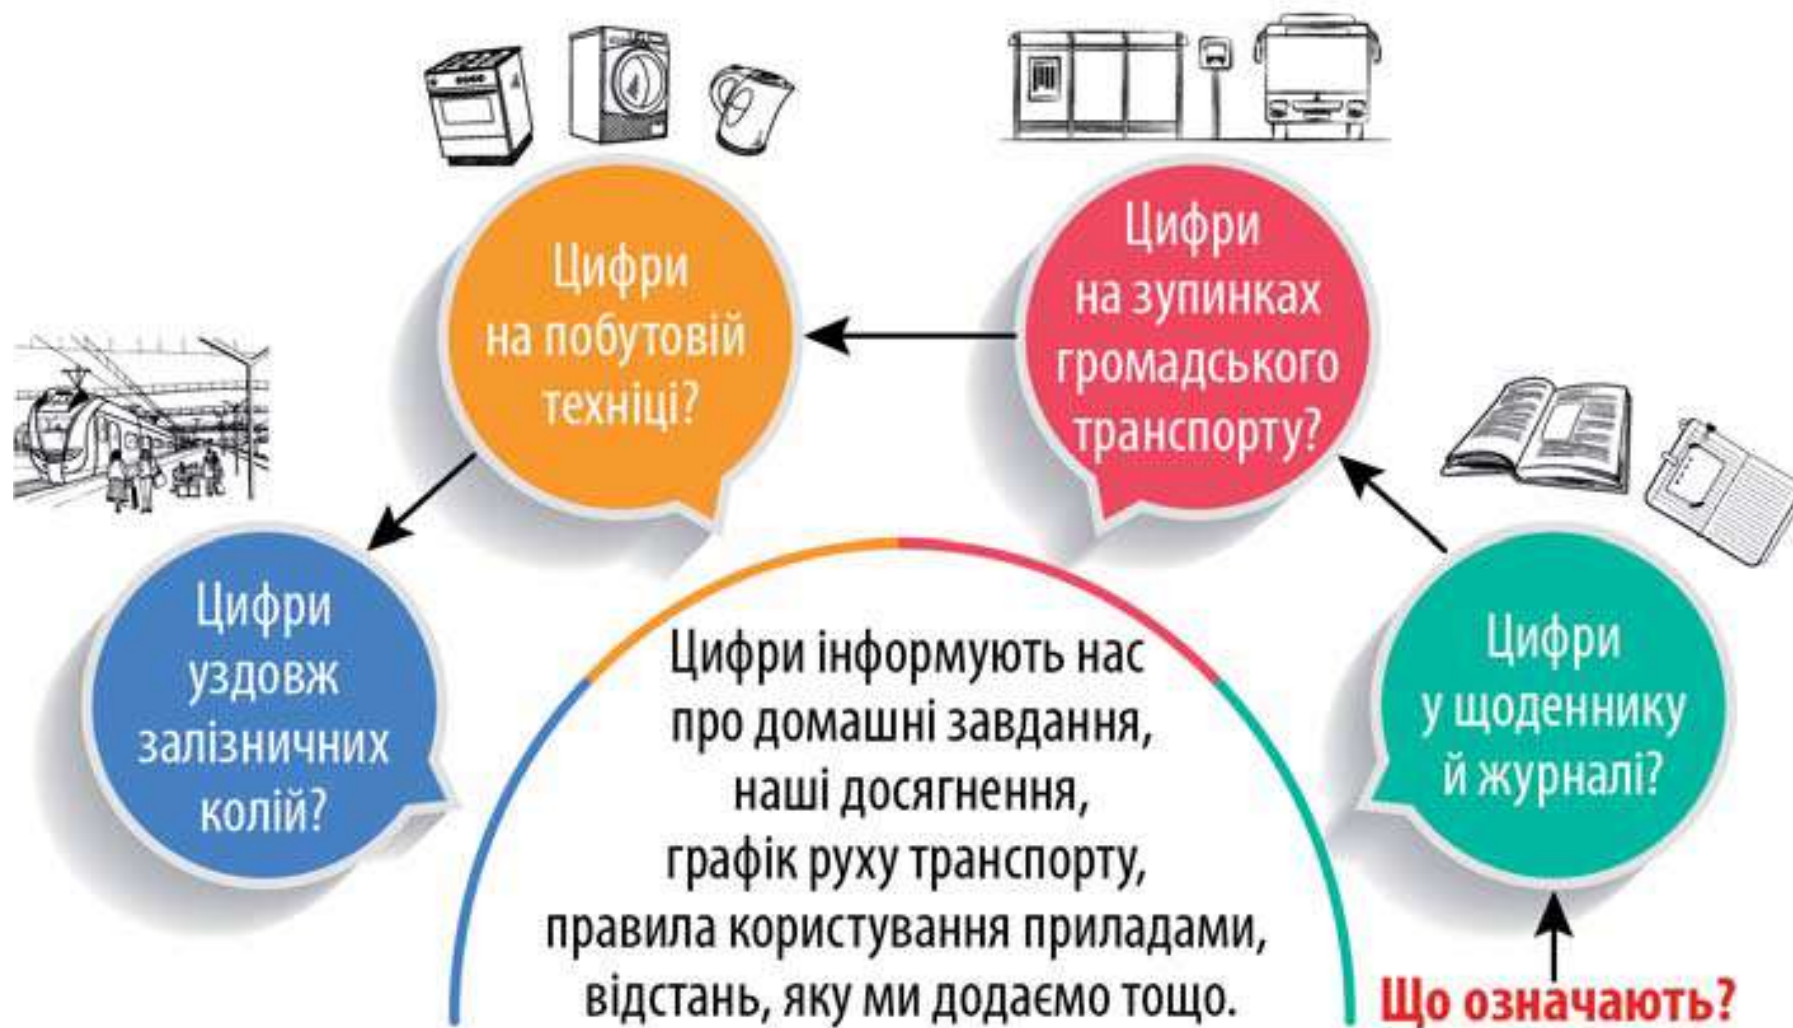 Цифри
на побутовій
техніці?
Цифри
на зупинках
громадського
транспорту?
Цифри
уздовж
залізничних
колій?
Цифри інформують нас
про домашні завдання,
наші досягнення,
графік руху транспорту,
правила користування приладами,
відстань, яку ми додаємо тощо.
Цифри
у щоденнику
й журналі?
Що означають?